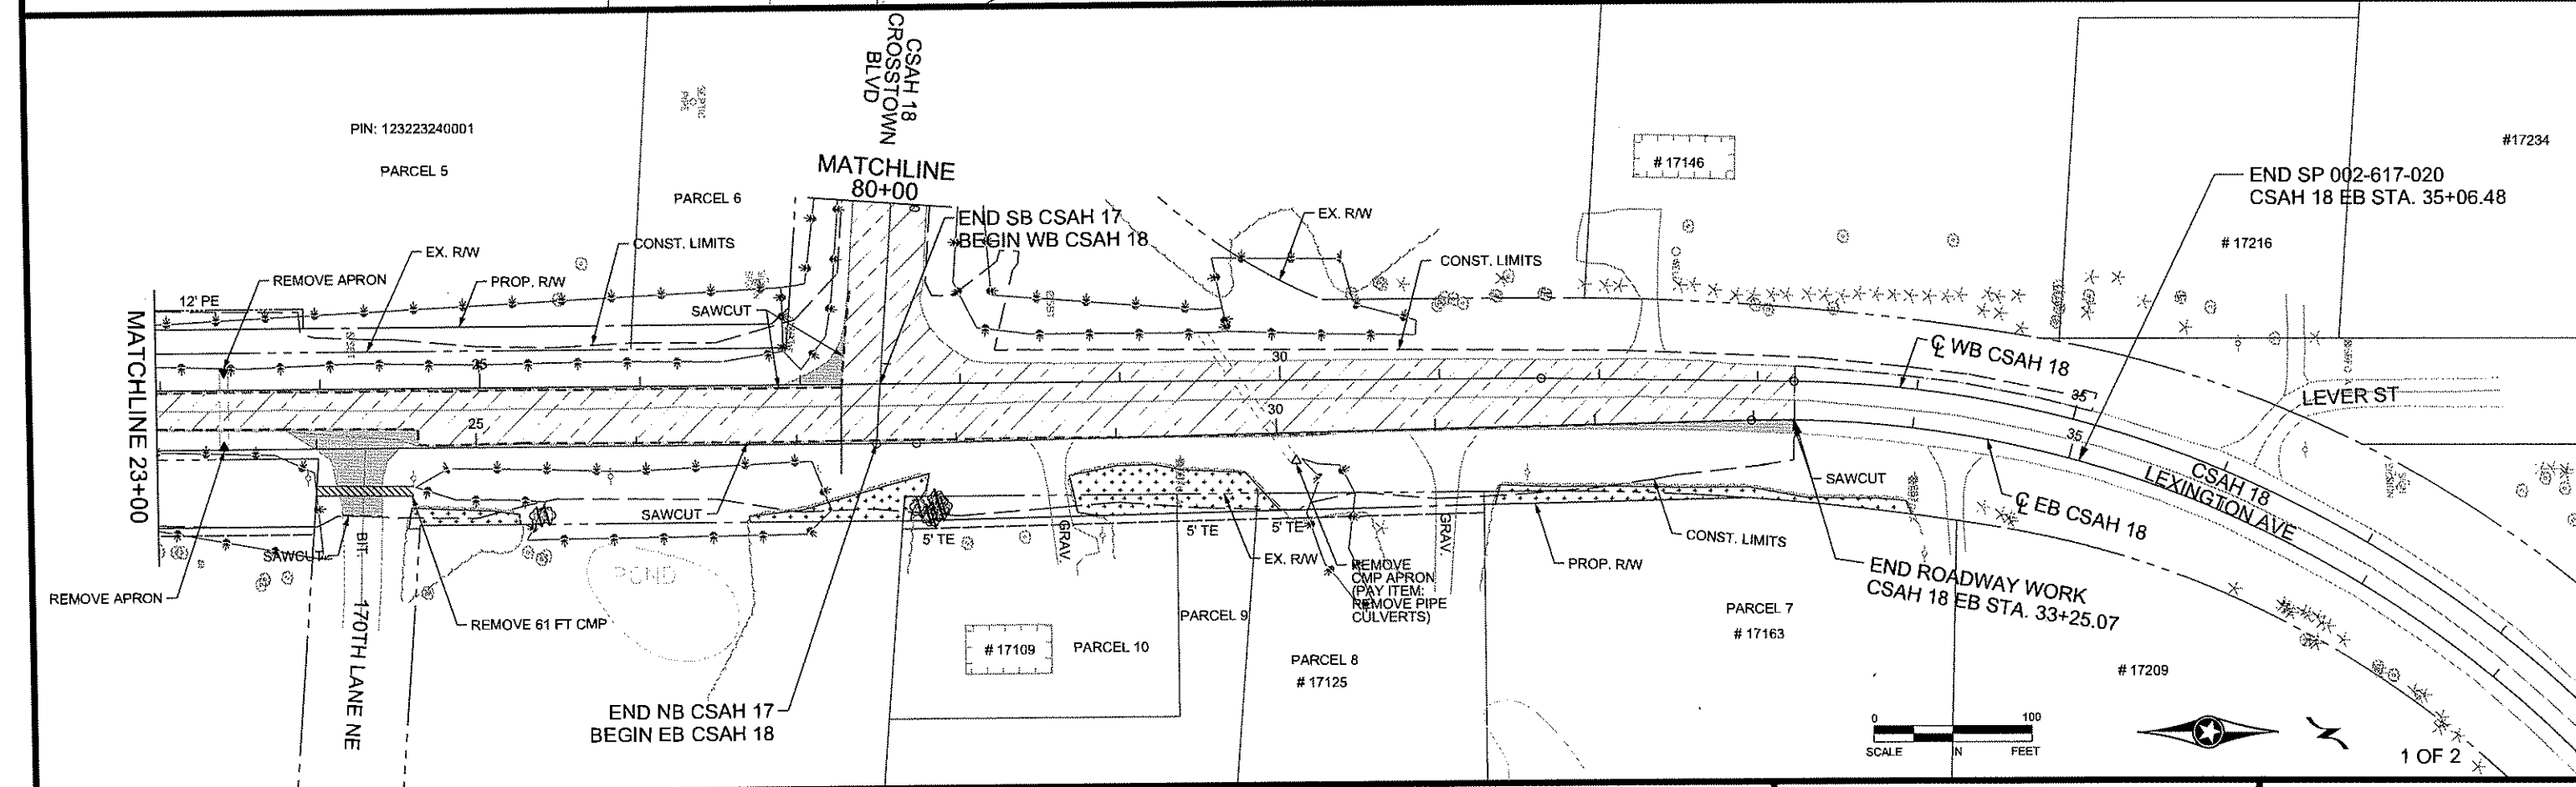 CSAH 18
CROSSTOWN
BLVD
MATCHLINE
80+00
PIN: 123223240001
PARCEL 5
SEPTIC
PIPE
PARCEL 6
# 17146
#17234
END SP 002-617-020
CSAH 18 EB STA. 35+06.48
# 17216
END SB CSAH 17
BEGIN WB CSAH 18
EX. R/W
CONST. LIMITS
EX. R/W
CONST. LIMITS
REMOVE APRON
PROP. R/W
12' PE
SAWCUT
MATCHLINE 23+00
25
30
℄ WB CSAH 18
35
LEVER ST
25
30
35
CSAH 18
LEXINGTON AVE
SAWCUT
SAWCUT
℄ EB CSAH 18
5' TE
5' TE
5' TE
GRAV.
GRAV.
SAWCUT
BIT.
EX. R/W
CONST. LIMITS
PROP. R/W
POND
REMOVE
CMP APRON
(PAY ITEM:
REMOVE PIPE
CULVERTS)
END ROADWAY WORK
CSAH 18 EB STA. 33+25.07
REMOVE APRON
170TH LANE NE
REMOVE 61 FT CMP
PARCEL 9
PARCEL 7
# 17163
# 17109
PARCEL 10
PARCEL 8
# 17125
# 17209
END NB CSAH 17
BEGIN EB CSAH 18
0 100
SCALE IN FEET
1 OF 2